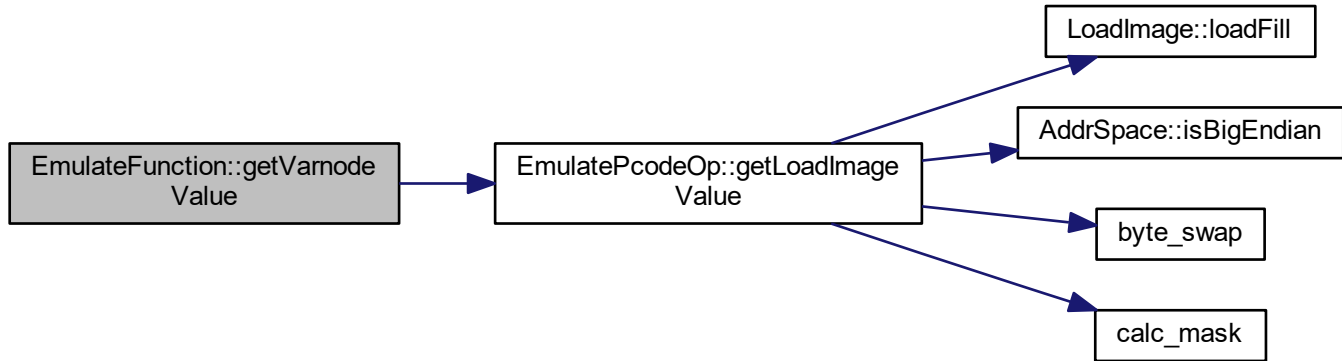 LoadImage::loadFill
AddrSpace::isBigEndian
EmulateFunction::getVarnode
Value
EmulatePcodeOp::getLoadImage
Value
byte_swap
calc_mask